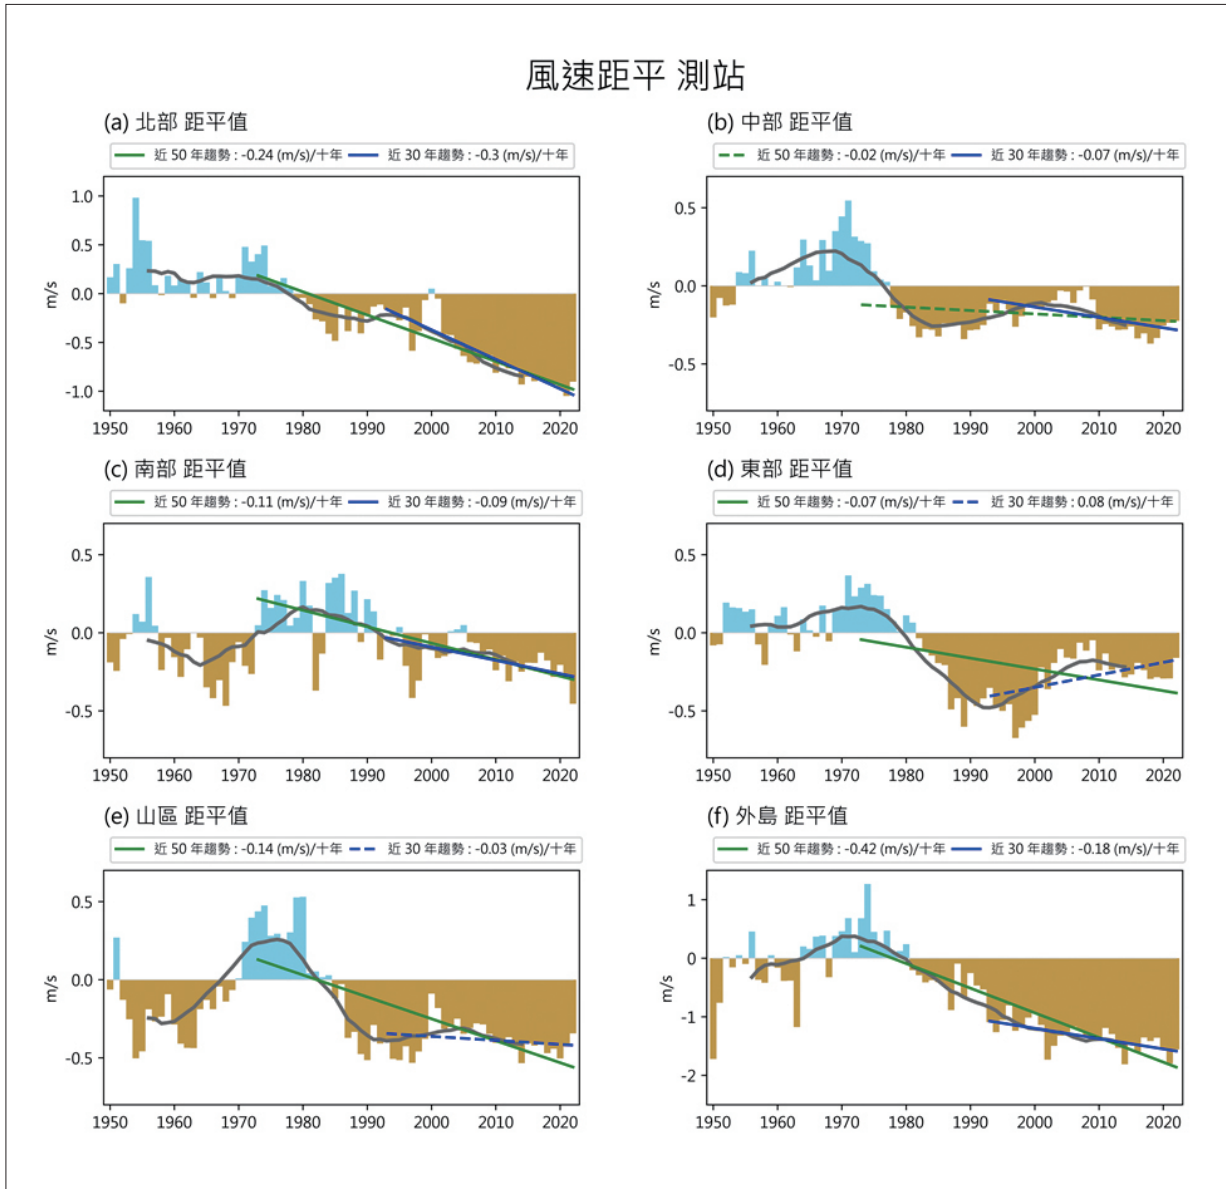 風速距平 測站
(a) 北部 距平值
近 50 年趨勢 : -0.24 (m/s)/十年 近 30 年趨勢 : -0.3 (m/s)/十年
1.0
0.5
0.0
-0.5
-1.0
m/s
1950 1960 1970 1980 1990 2000 2010 2020
(b) 中部 距平值
近 50 年趨勢 : -0.02 (m/s)/十年 近 30 年趨勢 : -0.07 (m/s)/十年
0.5
0.0
-0.5
m/s
1950 1960 1970 1980 1990 2000 2010 2020
(c) 南部 距平值
近 50 年趨勢 : -0.11 (m/s)/十年 近 30 年趨勢 : -0.09 (m/s)/十年
0.5
0.0
-0.5
m/s
1950 1960 1970 1980 1990 2000 2010 2020
(d) 東部 距平值
近 50 年趨勢 : -0.07 (m/s)/十年 近 30 年趨勢 : 0.08 (m/s)/十年
0.5
0.0
-0.5
m/s
1950 1960 1970 1980 1990 2000 2010 2020
(e) 山區 距平值
近 50 年趨勢 : -0.14 (m/s)/十年 近 30 年趨勢 : -0.03 (m/s)/十年
0.5
0.0
-0.5
m/s
1950 1960 1970 1980 1990 2000 2010 2020
(f) 外島 距平值
近 50 年趨勢 : -0.42 (m/s)/十年 近 30 年趨勢 : -0.18 (m/s)/十年
1
0
-1
-2
m/s
1950 1960 1970 1980 1990 2000 2010 2020